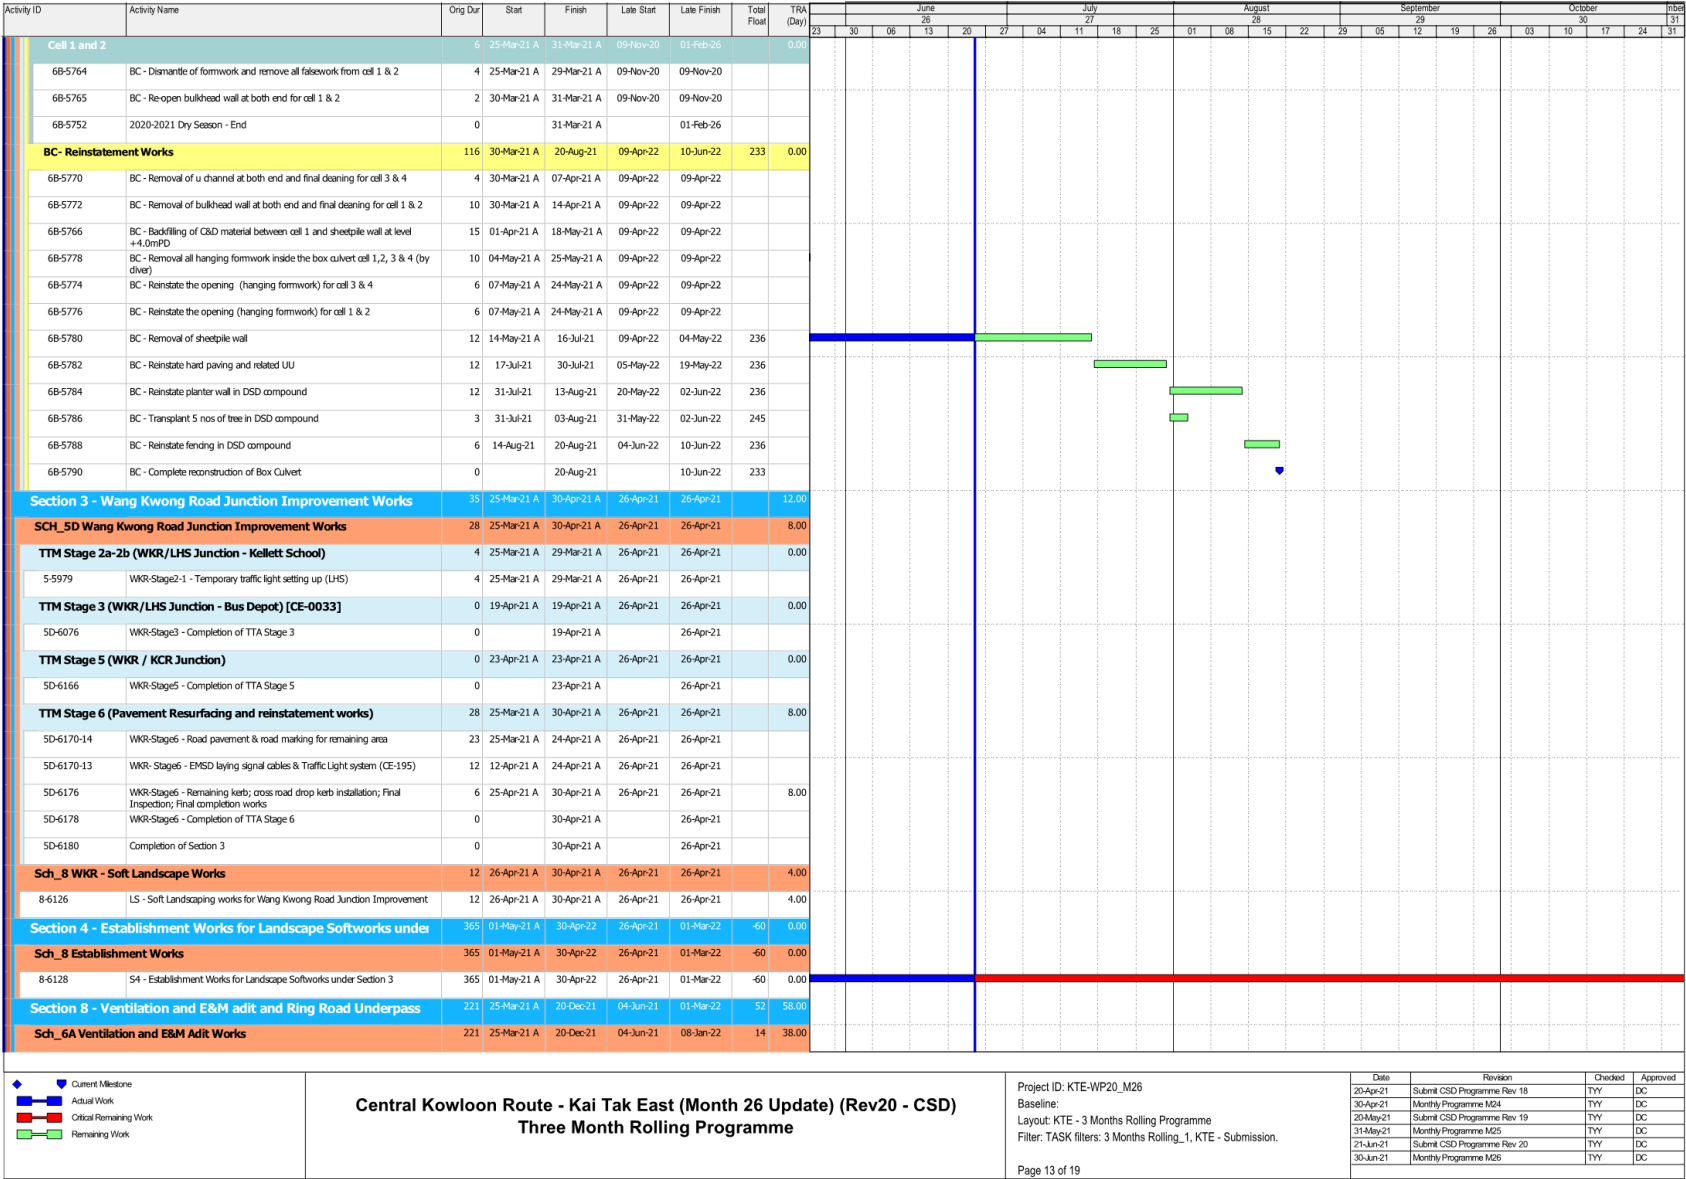 Activity ID Activity Name Orig Dur Start Finish Late Start Late Finish Total Float TRA (Day) June July August September October mber
26 27 28 29 30 31
23 30 06 13 20 27 04 11 18 25 01 08 15 22 29 05 12 19 26 03 10 17 24 31
Cell 1 and 2 6 25-Mar-21 A 31-Mar-21 A 09-Nov-20 01-Feb-26 0.00
6B-5764 BC - Dismantle of formwork and remove all falsework from cell 1 & 2 4 25-Mar-21 A 29-Mar-21 A 09-Nov-20 09-Nov-20
6B-5765 BC - Re-open bulkhead wall at both end for cell 1 & 2 2 30-Mar-21 A 31-Mar-21 A 09-Nov-20 09-Nov-20
6B-5752 2020-2021 Dry Season - End 0 31-Mar-21 A 01-Feb-26
BC- Reinstatement Works 116 30-Mar-21 A 20-Aug-21 09-Apr-22 10-Jun-22 233 0.00
6B-5770 BC - Removal of u channel at both end and final cleaning for cell 3 & 4 4 30-Mar-21 A 07-Apr-21 A 09-Apr-22 09-Apr-22
6B-5772 BC - Removal of bulkhead wall at both end and final cleaning for cell 1 & 2 10 30-Mar-21 A 14-Apr-21 A 09-Apr-22 09-Apr-22
6B-5766 BC - Backfilling of C&D material between cell 1 and sheetpile wall at level 15 01-Apr-21 A 18-May-21 A 09-Apr-22 09-Apr-22
+4.0mPD
6B-5778 BC - Removal all hanging formwork inside the box culvert cell 1,2, 3 & 4 (by 10 04-May-21 A 25-May-21 A 09-Apr-22 09-Apr-22
diver)
6B-5774 BC - Reinstate the opening (hanging formwork) for cell 3 & 4 6 07-May-21 A 24-May-21 A 09-Apr-22 09-Apr-22
6B-5776 BC - Reinstate the opening (hanging formwork) for cell 1 & 2 6 07-May-21 A 24-May-21 A 09-Apr-22 09-Apr-22
6B-5780 BC - Removal of sheetpile wall 12 14-May-21 A 16-Jul-21 09-Apr-22 04-May-22 236
6B-5782 BC - Reinstate hard paving and related UU 12 17-Jul-21 30-Jul-21 05-May-22 19-May-22 236
6B-5784 BC - Reinstate planter wall in DSD compound 12 31-Jul-21 13-Aug-21 20-May-22 02-Jun-22 236
6B-5786 BC - Transplant 5 nos of tree in DSD compound 3 31-Jul-21 03-Aug-21 31-May-22 02-Jun-22 245
6B-5788 BC - Reinstate fencing in DSD compound 6 14-Aug-21 20-Aug-21 04-Jun-22 10-Jun-22 236
6B-5790 BC - Complete reconstruction of Box Culvert 0 20-Aug-21 10-Jun-22 233
Section 3 - Wang Kwong Road Junction Improvement Works 35 25-Mar-21 A 30-Apr-21 A 26-Apr-21 26-Apr-21 12.00
SCH_5D Wang Kwong Road Junction Improvement Works 28 25-Mar-21 A 30-Apr-21 A 26-Apr-21 26-Apr-21 8.00
TTM Stage 2a-2b (WKR/LHS Junction - Kellett School) 4 25-Mar-21 A 29-Mar-21 A 26-Apr-21 26-Apr-21 0.00
5-5979 WKR-Stage2-1 - Temporary traffic light setting up (LHS) 4 25-Mar-21 A 29-Mar-21 A 26-Apr-21 26-Apr-21
TTM Stage 3 (WKR/LHS Junction - Bus Depot) [CE-0033] 0 19-Apr-21 A 19-Apr-21 A 26-Apr-21 26-Apr-21 0.00
5D-6076 WKR-Stage3 - Completion of TTA Stage 3 0 19-Apr-21 A 26-Apr-21
TTM Stage 5 (WKR / KCR Junction) 0 23-Apr-21 A 23-Apr-21 A 26-Apr-21 26-Apr-21 0.00
5D-6166 WKR-Stage5 - Completion of TTA Stage 5 0 23-Apr-21 A 26-Apr-21
TTM Stage 6 (Pavement Resurfacing and reinstatement works) 28 25-Mar-21 A 30-Apr-21 A 26-Apr-21 26-Apr-21 8.00
5D-6170-14 WKR-Stage6 - Road pavement & road marking for remaining area 23 25-Mar-21 A 24-Apr-21 A 26-Apr-21 26-Apr-21
5D-6170-13 WKR- Stage6 - EMSD laying signal cables & Traffic Light system (CE-195) 12 12-Apr-21 A 24-Apr-21 A 26-Apr-21 26-Apr-21
5D-6176 WKR-Stage6 - Remaining kerb; cross road drop kerb installation; Final 6 25-Apr-21 A 30-Apr-21 A 26-Apr-21 26-Apr-21 8.00
Inspection; Final completion works
5D-6178 WKR-Stage6 - Completion of TTA Stage 6 0 30-Apr-21 A 26-Apr-21
5D-6180 Completion of Section 3 0 30-Apr-21 A 26-Apr-21
Sch_8 WKR - Soft Landscape Works 12 26-Apr-21 A 30-Apr-21 A 26-Apr-21 26-Apr-21 4.00
8-6126 LS - Soft Landscaping works for Wang Kwong Road Junction Improvement 12 26-Apr-21 A 30-Apr-21 A 26-Apr-21 26-Apr-21 4.00
Section 4 - Establishment Works for Landscape Softworks under 365 01-May-21 A 30-Apr-22 26-Apr-21 01-Mar-22 -60 0.00
Sch_8 Establishment Works 365 01-May-21 A 30-Apr-22 26-Apr-21 01-Mar-22 -60 0.00
8-6128 S4 - Establishment Works for Landscape Softworks under Section 3 365 01-May-21 A 30-Apr-22 26-Apr-21 01-Mar-22 -60 0.00
Section 8 - Ventilation and E&M adit and Ring Road Underpass 221 25-Mar-21 A 20-Dec-21 04-Jun-21 01-Mar-22 52 58.00
Sch_6A Ventilation and E&M Adit Works 221 25-Mar-21 A 20-Dec-21 04-Jun-21 08-Jan-22 14 38.00
Current Milestone
Actual Work
Critical Remaining Work
Remaining Work
Central Kowloon Route - Kai Tak East (Month 26 Update) (Rev20 - CSD)
Three Month Rolling Programme
Project ID: KTE-WP20_M26
Baseline:
Layout: KTE - 3 Months Rolling Programme
Filter: TASK filters: 3 Months Rolling_1, KTE - Submission.
Page 13 of 19
Date Revision Checked Approved
20-Apr-21 Submit CSD Programme Rev 18 TYY DC
30-Apr-21 Monthly Programme M24 TYY DC
20-May-21 Submit CSD Programme Rev 19 TYY DC
31-May-21 Monthly Programme M25 TYY DC
21-Jun-21 Submit CSD Programme Rev 20 TYY DC
30-Jun-21 Monthly Programme M26 TYY DC